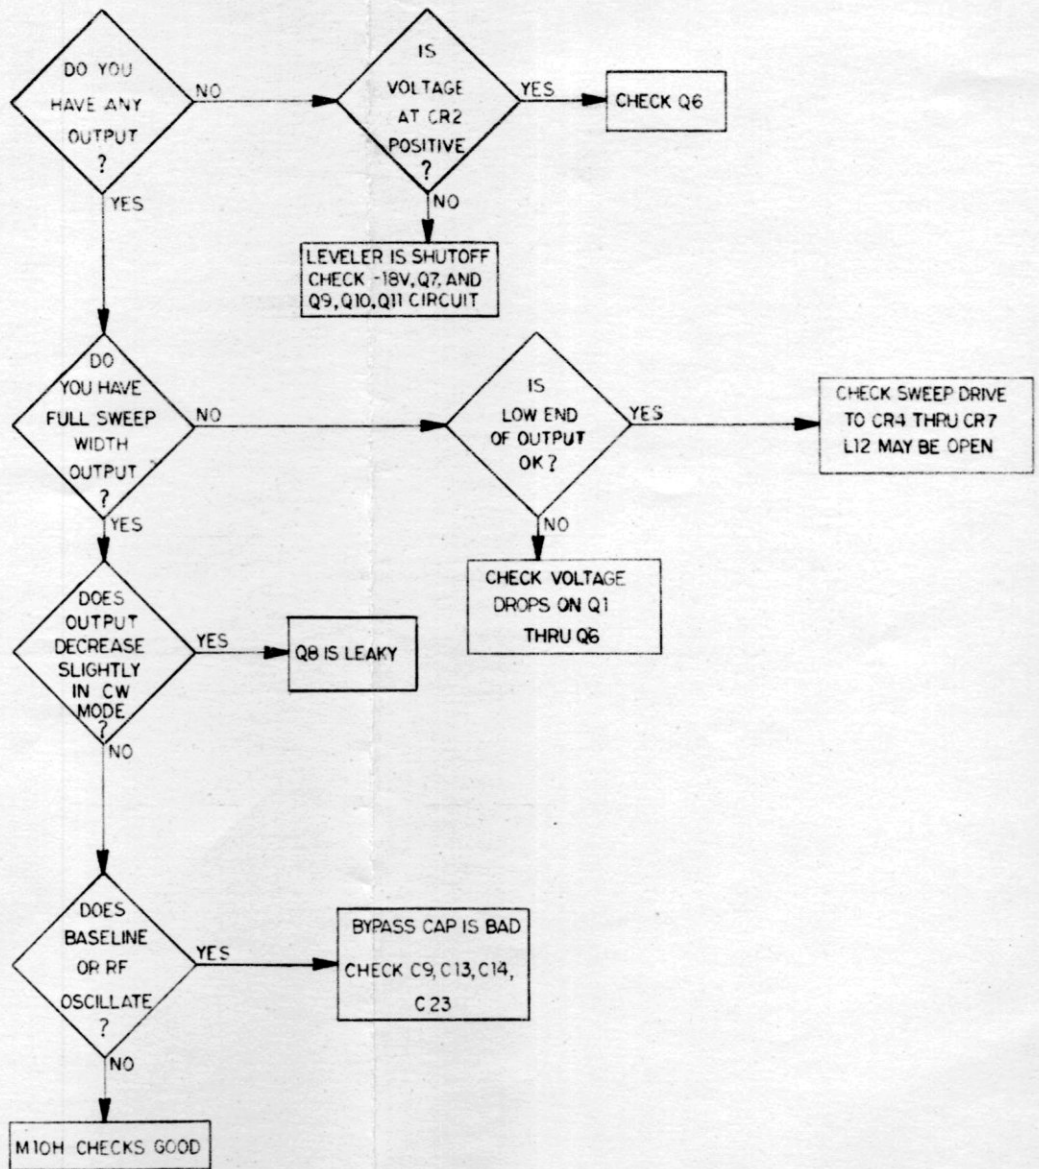 DO YOU
HAVE ANY
OUTPUT
?
NO
YES
IS
VOLTAGE
AT CR2
POSITIVE
?
YES
NO
CHECK Q6
LEVELER IS SHUTOFF
CHECK -18V, Q7, AND
Q9, Q10, Q11 CIRCUIT
DO
YOU HAVE
FULL SWEEP
WIDTH
OUTPUT
?
NO
YES
IS
LOW END
OF OUTPUT
OK?
YES
NO
CHECK SWEEP DRIVE
TO CR4 THRU CR7
L12 MAY BE OPEN
CHECK VOLTAGE
DROPS ON Q1
THRU Q6
DOES
OUTPUT
DECREASE
SLIGHTLY
IN CW
MODE
?
YES
NO
Q8 IS LEAKY
DOES
BASELINE
OR RF
OSCILLATE
?
YES
NO
BYPASS CAP IS BAD
CHECK C9, C13, C14,
C23
M10H CHECKS GOOD